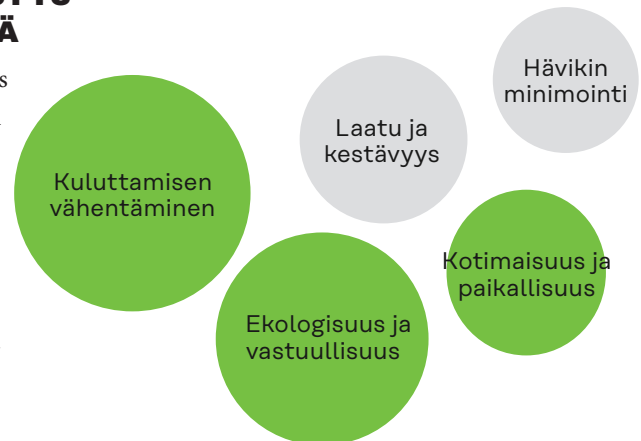 Ä
s
Hävikin
minimointi
Laatu ja
kestävyys
Kuluttamisen
vähentäminen
Kotimaisuus ja
paikallisuus
Ekologisuus ja
vastuullisuus